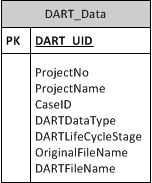 DART_Data
PK DART_UID
ProjectNo
ProjectName
CaseID
DARTDataType
DARTLifeCycleStage
OriginalFileName
DARTFileName